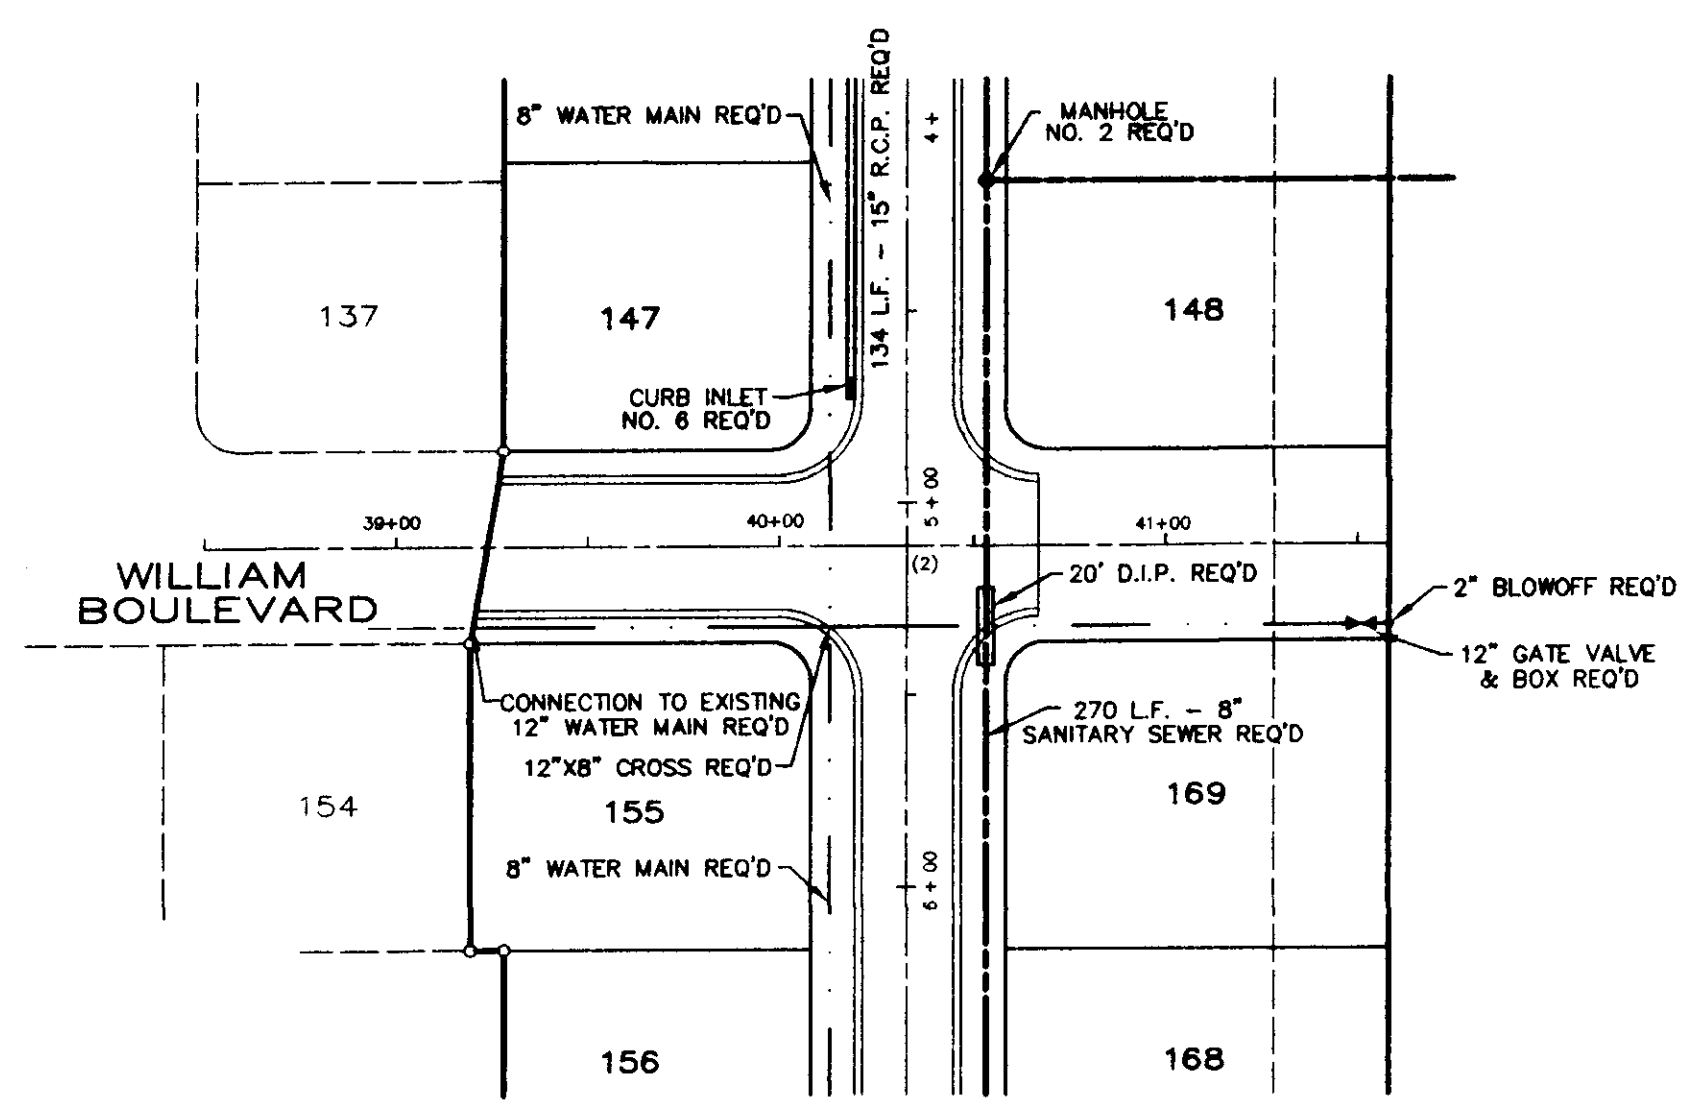 134 L.F. - 15" R.C.P. REQ'D
8" WATER MAIN REQ'D
4+
MANHOLE
NO. 2 REQ'D
137
147
148
CURB INLET
NO. 6 REQ'D
5+00
39+00
40+00
41+00
(2)
WILLIAM
BOULEVARD
20' D.I.P. REQ'D
2" BLOWOFF REQ'D
12" GATE VALVE
& BOX REQ'D
CONNECTION TO EXISTING
12" WATER MAIN REQ'D
270 L.F. - 8"
SANITARY SEWER REQ'D
12"X8" CROSS REQ'D
154
155
169
8" WATER MAIN REQ'D
6+00
156
168